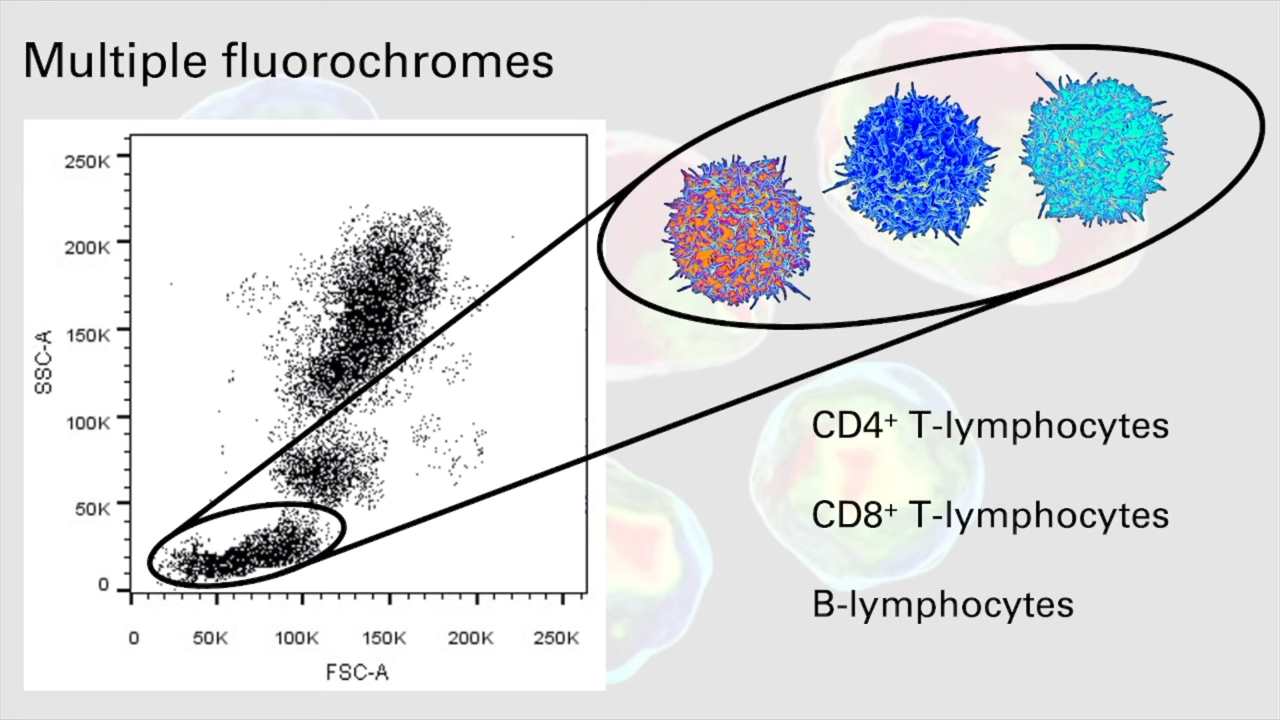 Multiple fluorochromes
250K
200K
150K
100K
50K
0
SSC-A
0 50K 100K 150K 200K 250K
FSC-A
CD4⁺ T-lymphocytes
CD8⁺ T-lymphocytes
B-lymphocytes